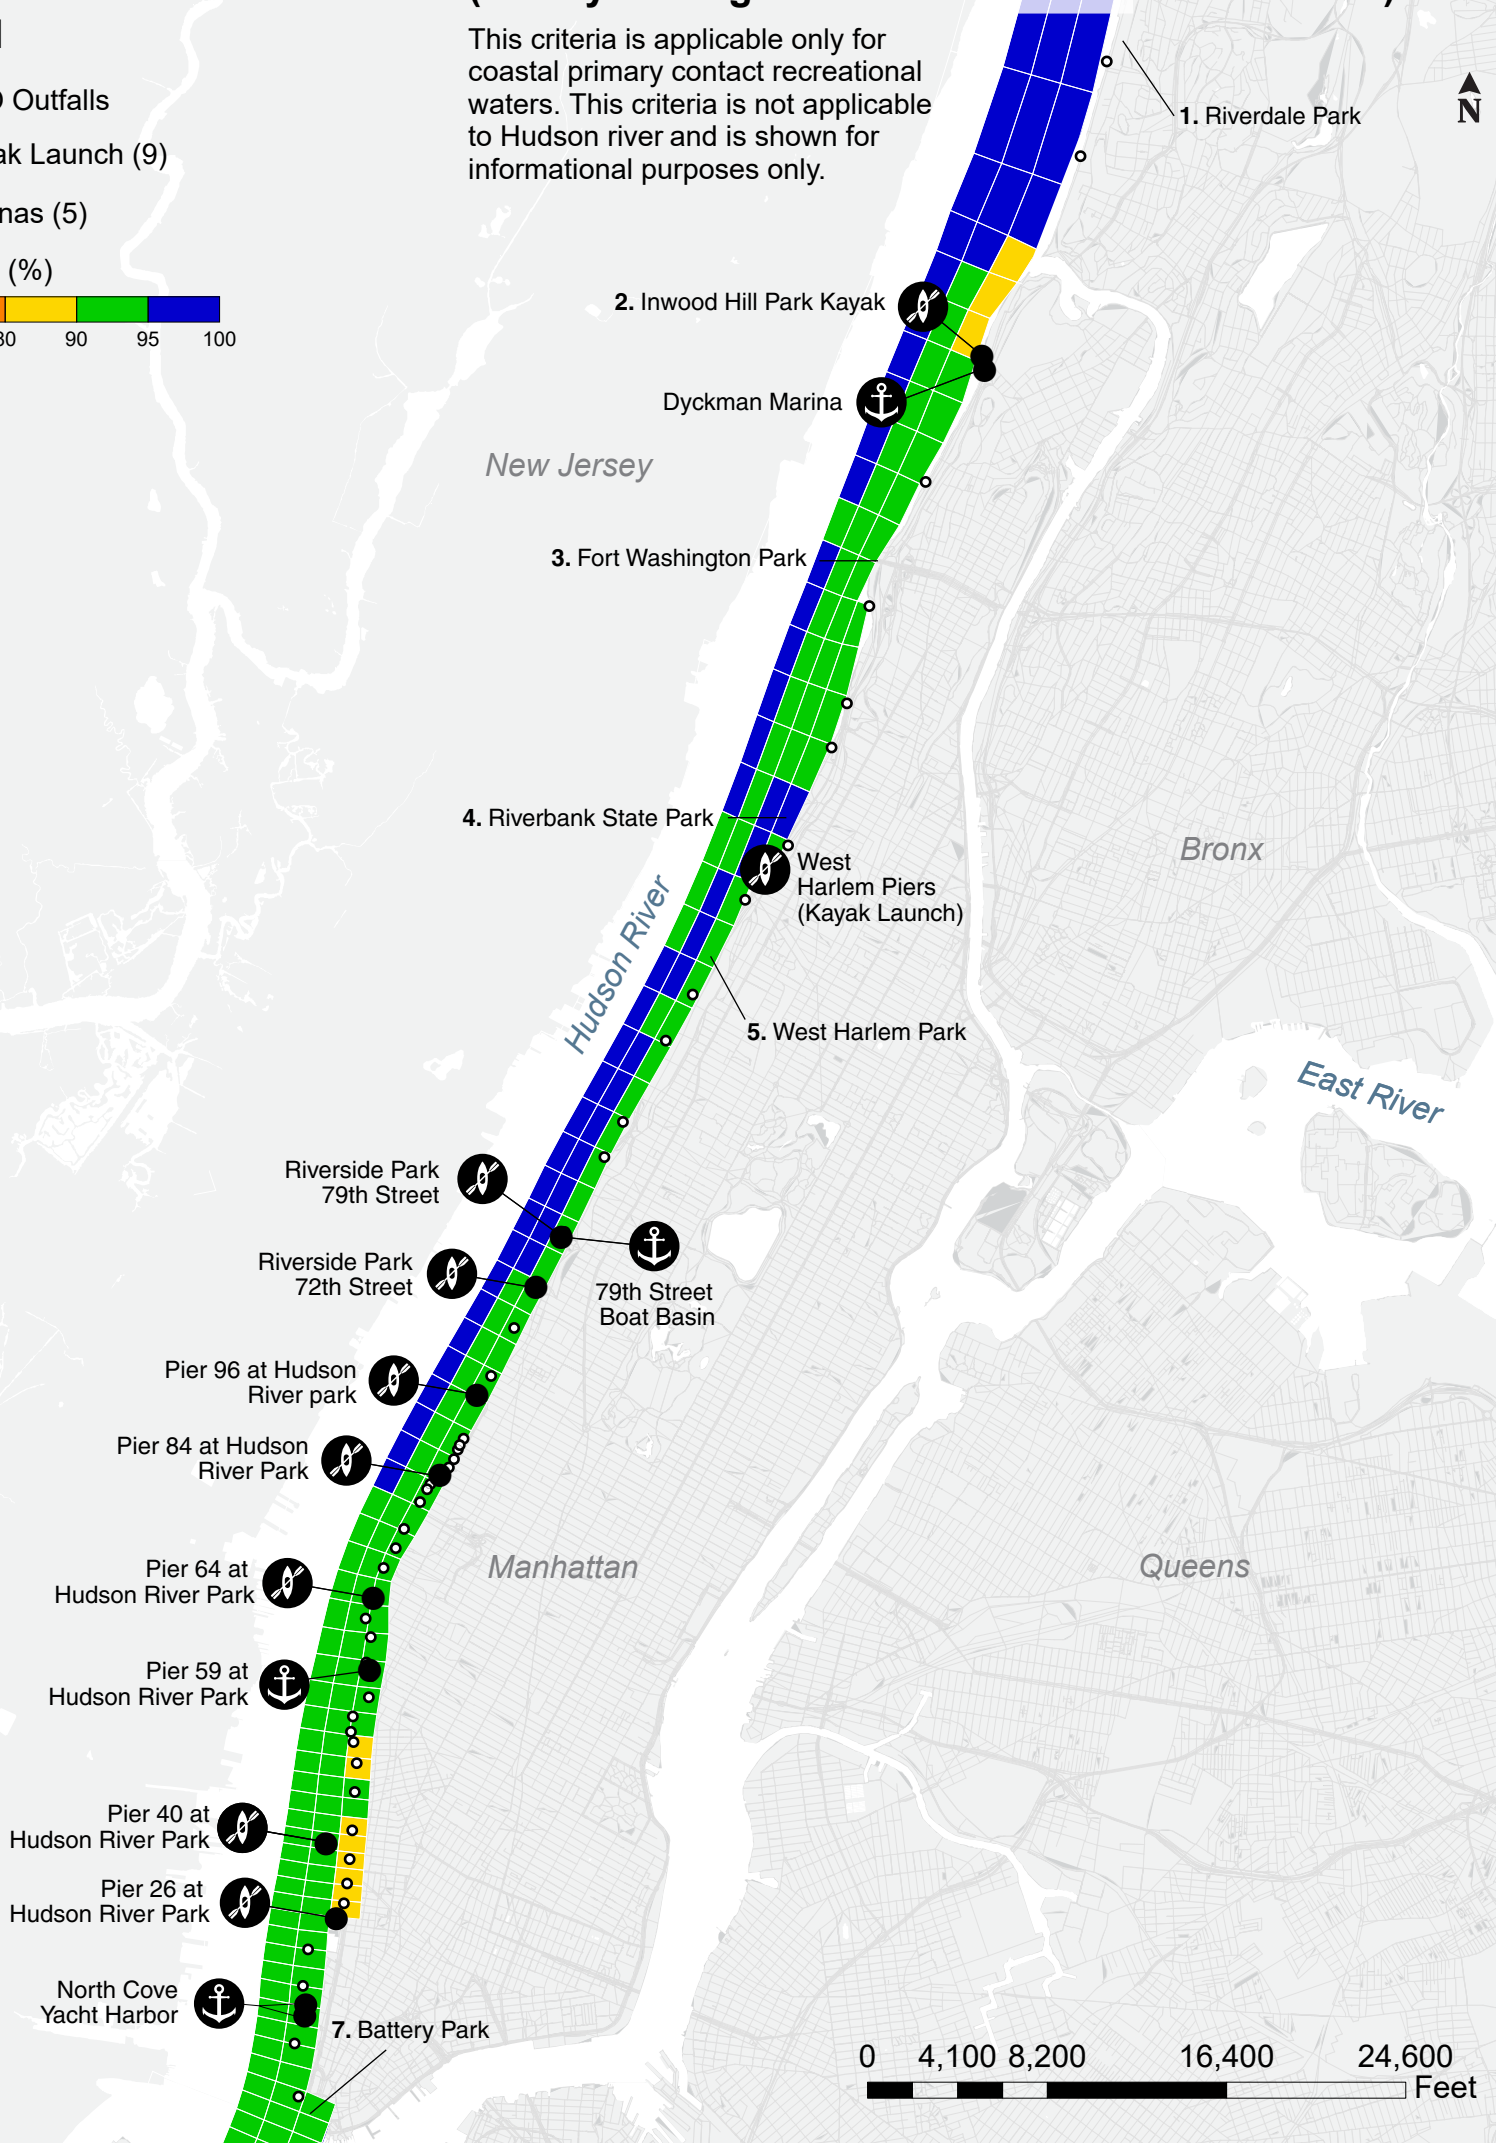 This criteria is applicable only for
coastal primary contact recreational
waters. This criteria is not applicable
to Hudson river and is shown for
informational purposes only.
Outfalls
Launch (9)
(5)
(%)
90 95 100
N
1. Riverdale Park
2. Inwood Hill Park Kayak
Dyckman Marina
New Jersey
3. Fort Washington Park
4. Riverbank State Park
Bronx
West
Harlem Piers
(Kayak Launch)
Hudson River
5. West Harlem Park
East River
Riverside Park
79th Street
Riverside Park
72th Street
79th Street
Boat Basin
Pier 96 at Hudson
River park
Pier 84 at Hudson
River Park
Manhattan
Queens
Pier 64 at
Hudson River Park
Pier 59 at
Hudson River Park
Pier 40 at
Hudson River Park
Pier 26 at
Hudson River Park
North Cove
Yacht Harbor
7. Battery Park
0 4,100 8,200 16,400 24,600
Feet